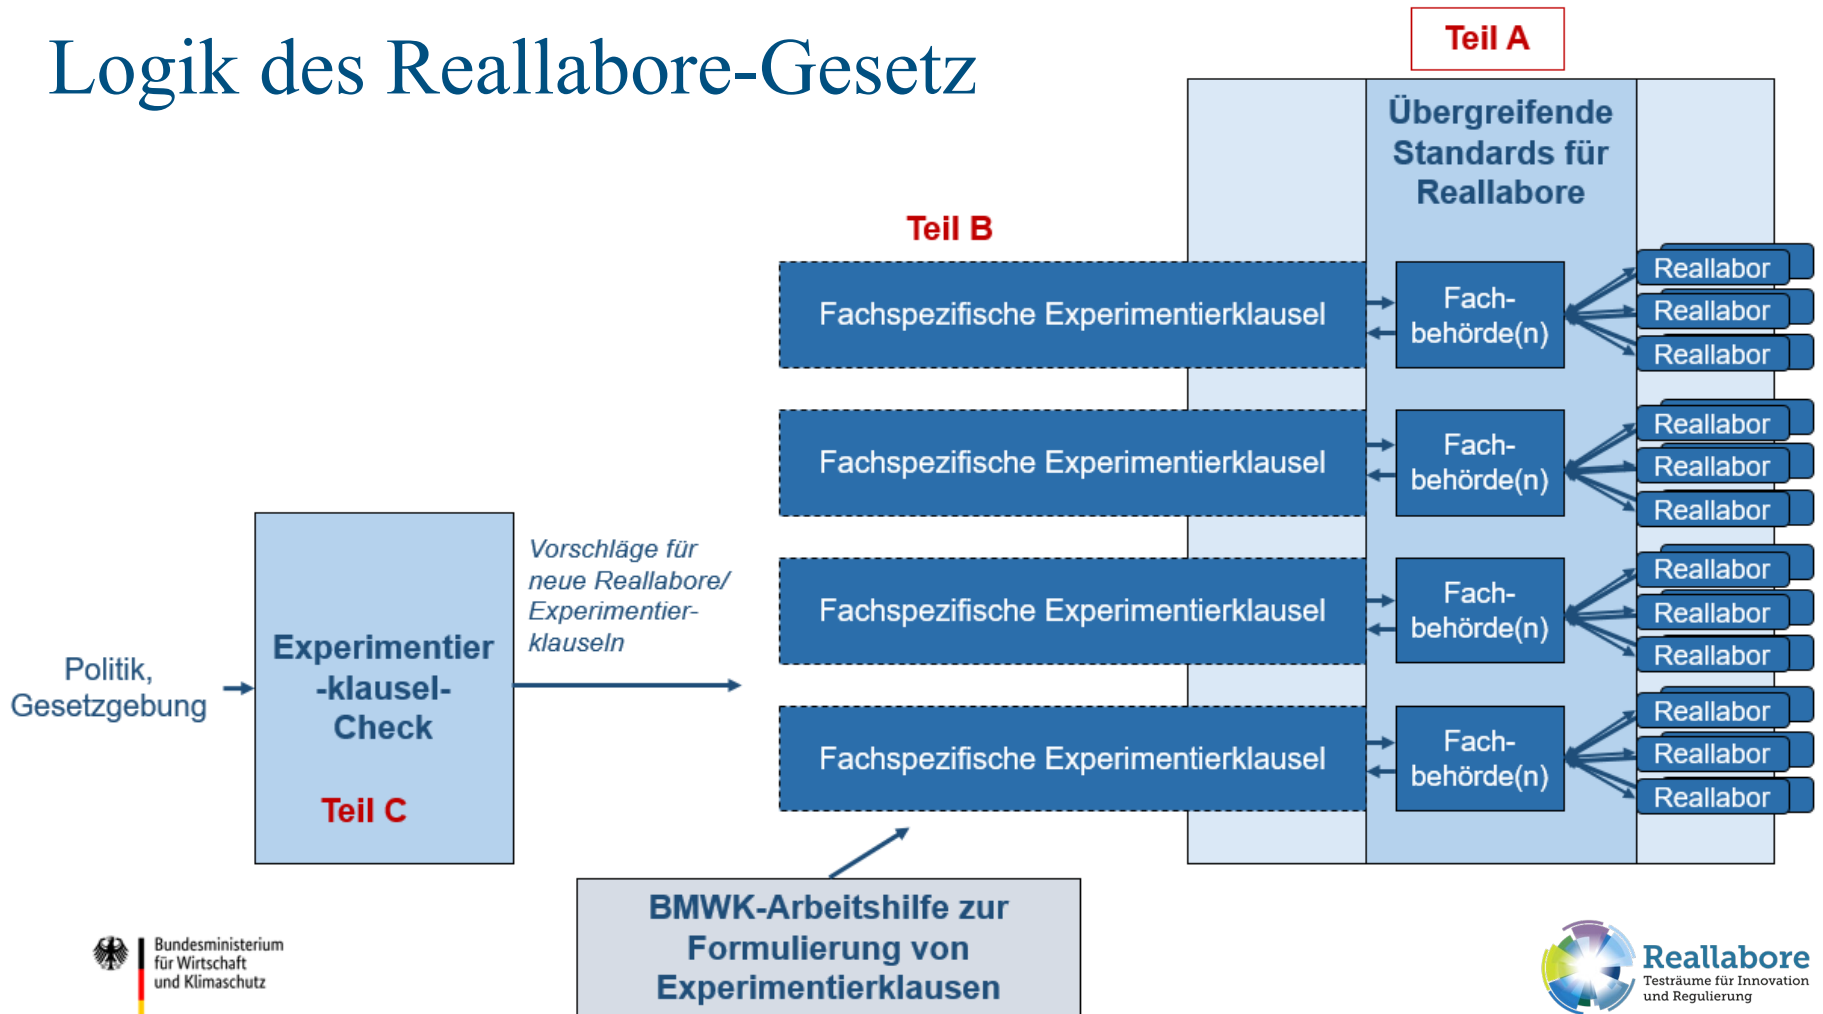 Logik des Reallabore-Gesetz
Teil A
Übergreifende
Standards für
Reallabore
Teil B
Fachspezifische Experimentierklausel
Fach-
behörde(n)
Reallabor
Reallabor
Reallabor
Fachspezifische Experimentierklausel
Fach-
behörde(n)
Reallabor
Reallabor
Reallabor
Fachspezifische Experimentierklausel
Fach-
behörde(n)
Reallabor
Reallabor
Reallabor
Fachspezifische Experimentierklausel
Fach-
behörde(n)
Reallabor
Reallabor
Reallabor
Politik,
Gesetzgebung
Experimentier
-klausel-
Check
Teil C
Vorschläge für
neue Reallabore/
Experimentier-
klauseln
BMWK-Arbeitshilfe zur
Formulierung von
Experimentierklausen
Bundesministerium
für Wirtschaft
und Klimaschutz
Reallabore
Testräume für Innovation
und Regulierung